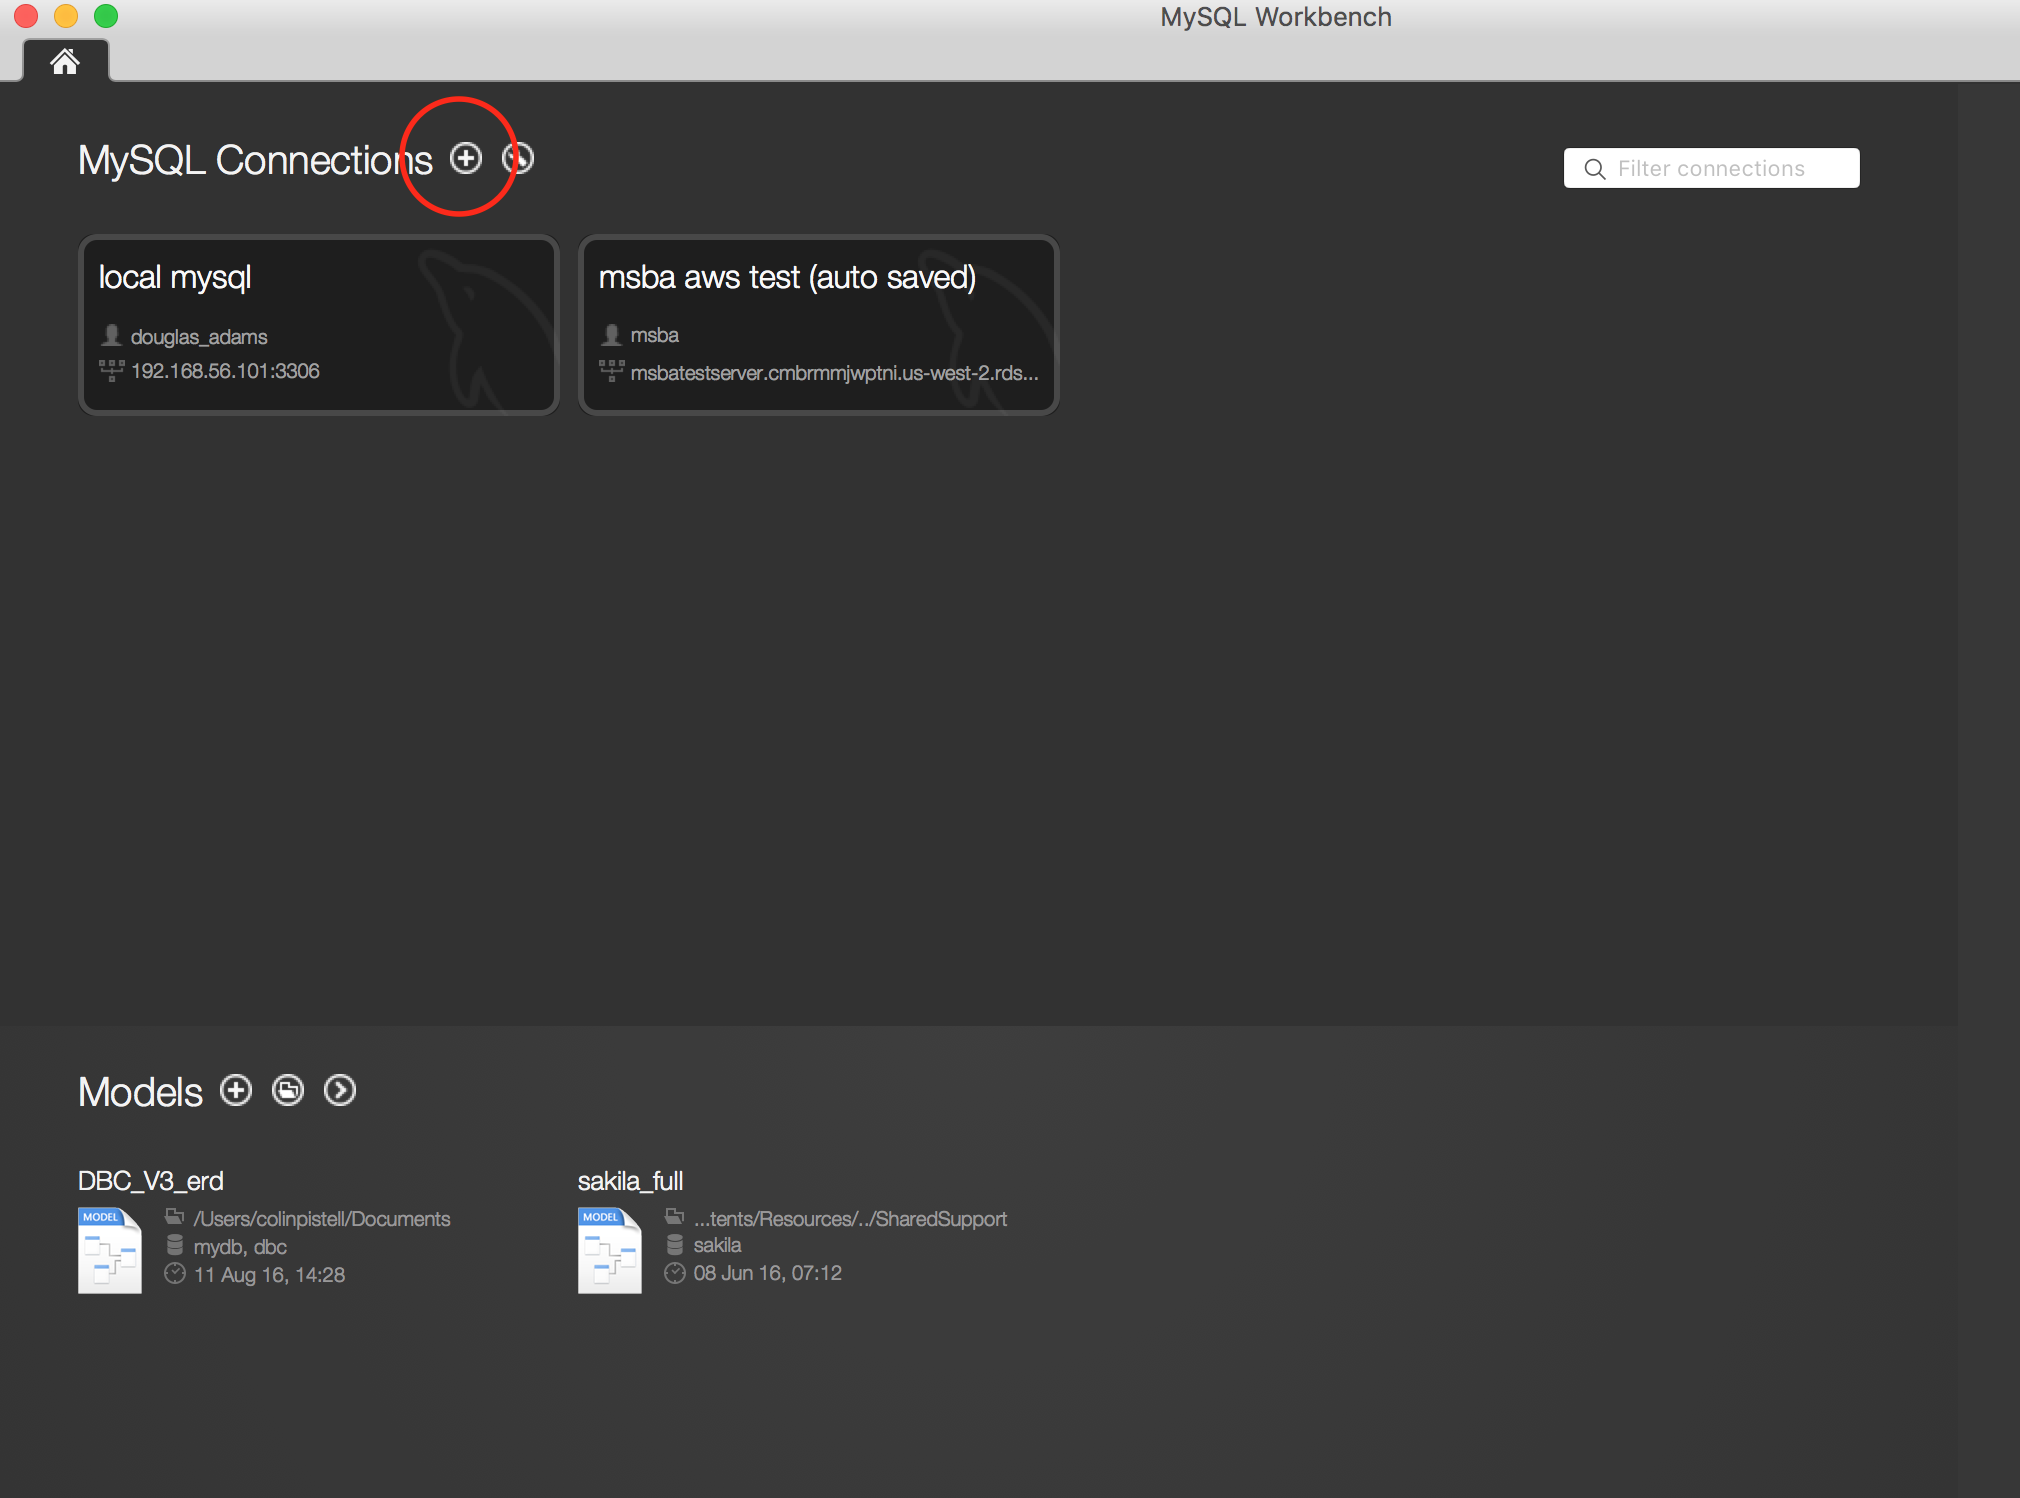 MySQL Workbench
MySQL Connections
Filter connections
local mysql
douglas_adams
192.168.56.101:3306
msba aws test (auto saved)
msba
msbatestserver.cmbrmmjwptni.us-west-2.rds...
Models
DBC_V3_erd
MODEL
/Users/colinpistell/Documents
mydb, dbc
11 Aug 16, 14:28
sakila_full
MODEL
...tents/Resources/../SharedSupport
sakila
08 Jun 16, 07:12